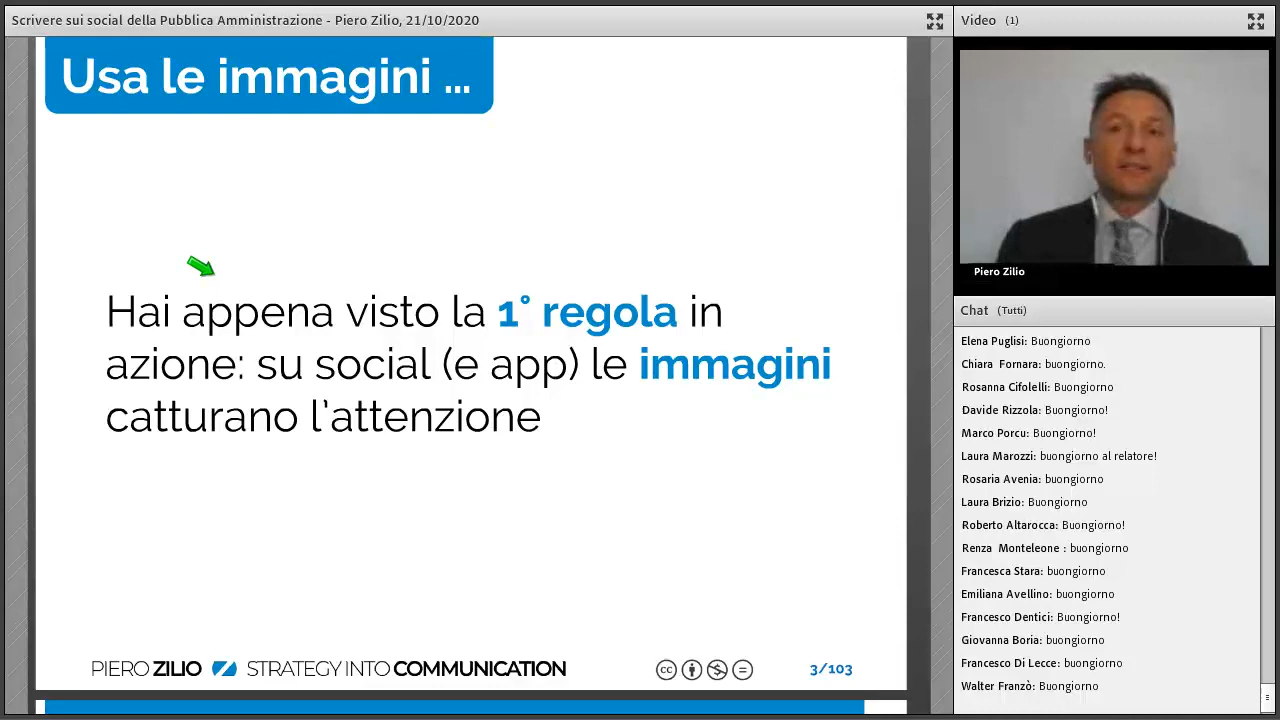 Scrivere sui social della Pubblica Amministrazione - Piero Zilio, 21/10/2020
Usa le immagini ...
Hai appena visto la 1° regola in
azione: su social (e app) le immagini
catturano l'attenzione
PIERO ZILIO STRATEGY INTO COMMUNICATION
cc $ =
3/103
Video (1)
Piero Zilio
Chat (Tutti)
Elena Puglisi: Buongiorno
Chiara Fornara: buongiorno.
Rosanna Cifolelli: Buongiorno
Davide Rizzola: Buongiorno!
Marco Porcu: Buongiorno!
Laura Marozzi: buongiorno al relatore!
Rosaria Avenia: buongiorno
Laura Brizio: Buongiorno
Roberto Altarocca: Buongiorno!
Renza Monteleone : buongiorno
Francesca Stara: buongiorno
Emiliana Avellino: buongiorno
Francesco Dentici: Buongiorno!
Giovanna Boria: buongiorno
Francesco Di Lecce: buongiorno
Walter Franzò: Buongiorno